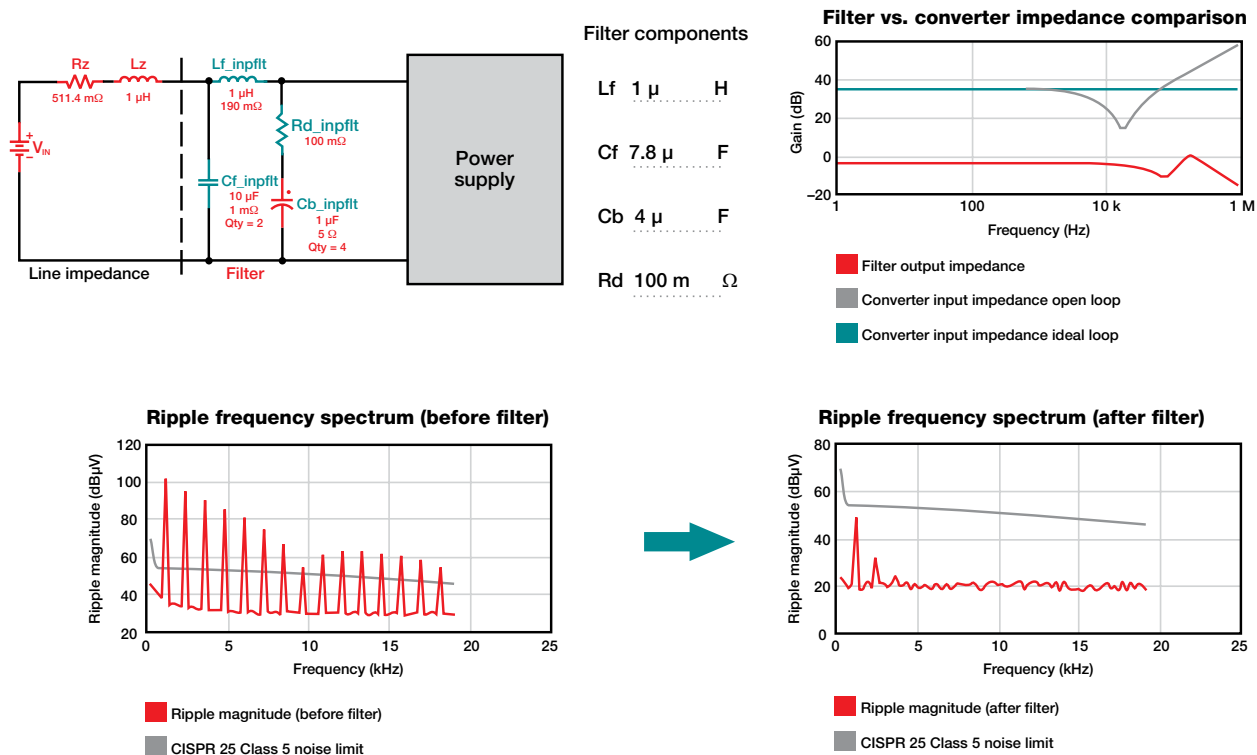 Rz
511.4 mΩ
Lz
1 µH
Lf_inpflt
1 µH
190 mΩ
Rd_inpflt
100 mΩ
+
VIN
–
Cf_inpflt
10 µF
1 mΩ
Qty = 2
Cb_inpflt
1 µF
5 Ω
Qty = 4
Power
supply
Line impedance
Filter
Filter components
Lf 1 µ H
Cf 7.8 µ F
Cb 4 µ F
Rd 100 m Ω
Filter vs. converter impedance comparison
60
40
20
0
–20
Gain (dB)
1 100 10 k 1 M
Frequency (Hz)
Filter output impedance
Converter input impedance open loop
Converter input impedance ideal loop
Ripple frequency spectrum (before filter)
120
100
80
60
40
20
Ripple magnitude (dBµV)
0 5 10 15 20 25
Frequency (kHz)
Ripple magnitude (before filter)
CISPR 25 Class 5 noise limit
Ripple frequency spectrum (after filter)
80
60
40
20
0
Ripple magnitude (dBµV)
0 5 10 15 20 25
Frequency (kHz)
Ripple magnitude (after filter)
CISPR 25 Class 5 noise limit